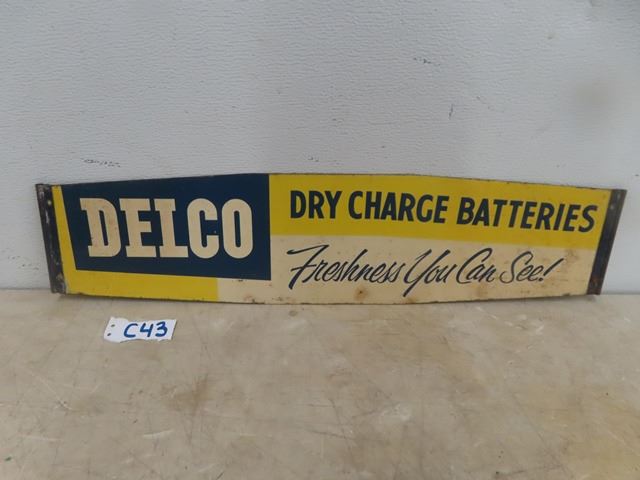 DELCO
DRY CHARGE BATTERIES
Freshness You Can See!
C43